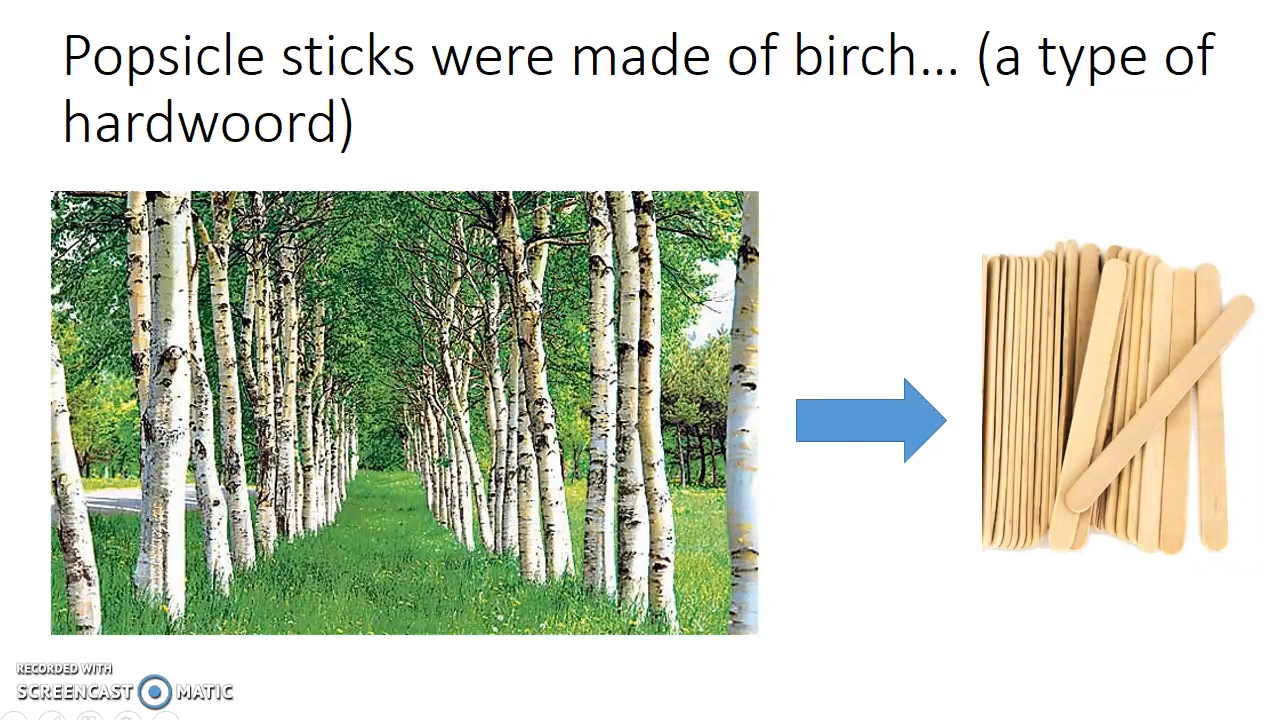 Popsicle sticks were made of birch... (a type of
hardwoord)
RECORDED WITH
SCREENCAST MATIC